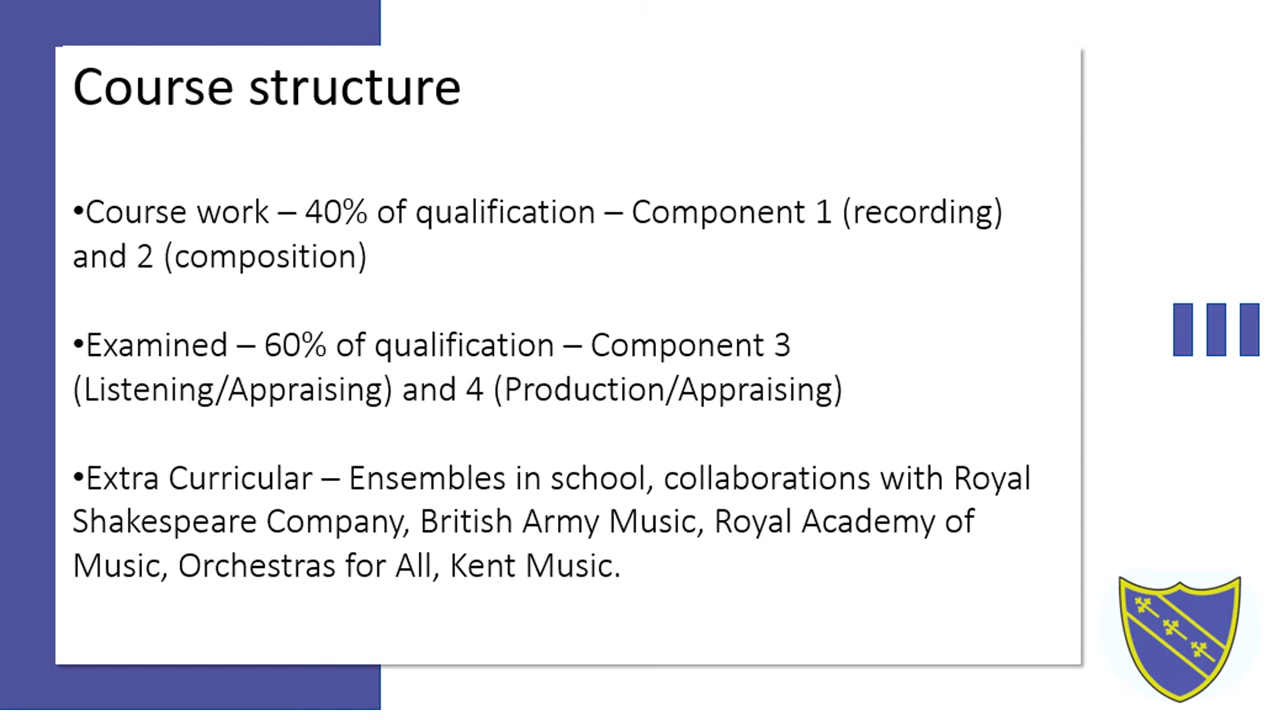 Course structure
•Course work – 40% of qualification – Component 1 (recording)
and 2 (composition)
•Examined – 60% of qualification – Component 3
(Listening/Appraising) and 4 (Production/Appraising)
•Extra Curricular – Ensembles in school, collaborations with Royal
Shakespeare Company, British Army Music, Royal Academy of
Music, Orchestras for All, Kent Music.